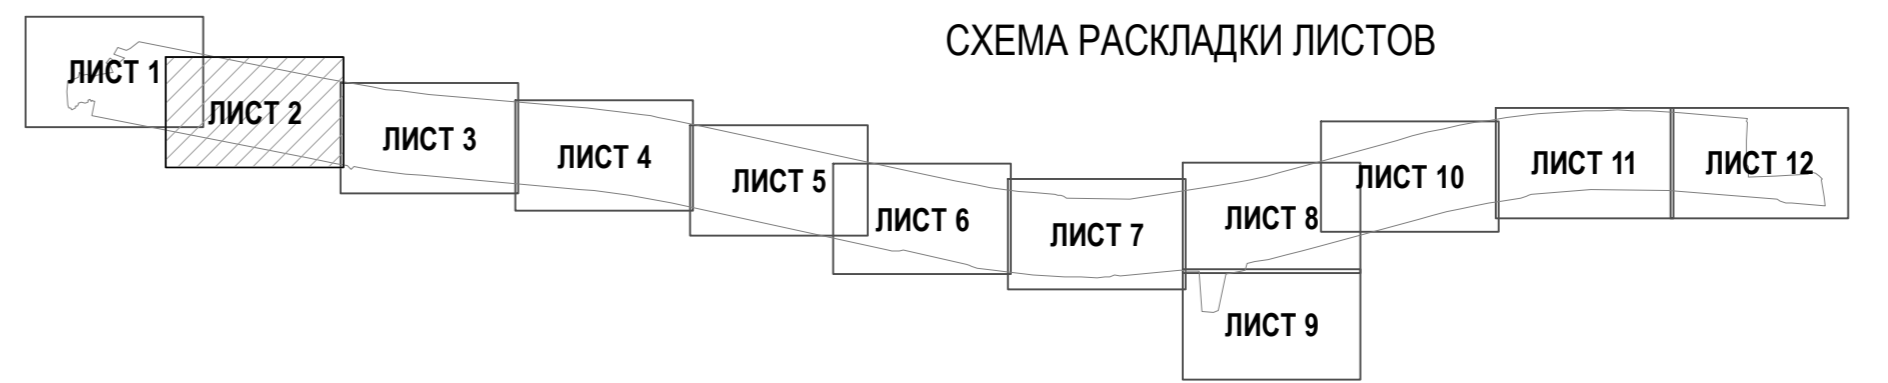 СХЕМА РАСКЛАДКИ ЛИСТОВ
ЛИСТ 1
ЛИСТ 2
ЛИСТ 3
ЛИСТ 4
ЛИСТ 5
ЛИСТ 6
ЛИСТ 7
ЛИСТ 8
ЛИСТ 9
ЛИСТ 10
ЛИСТ 11
ЛИСТ 12